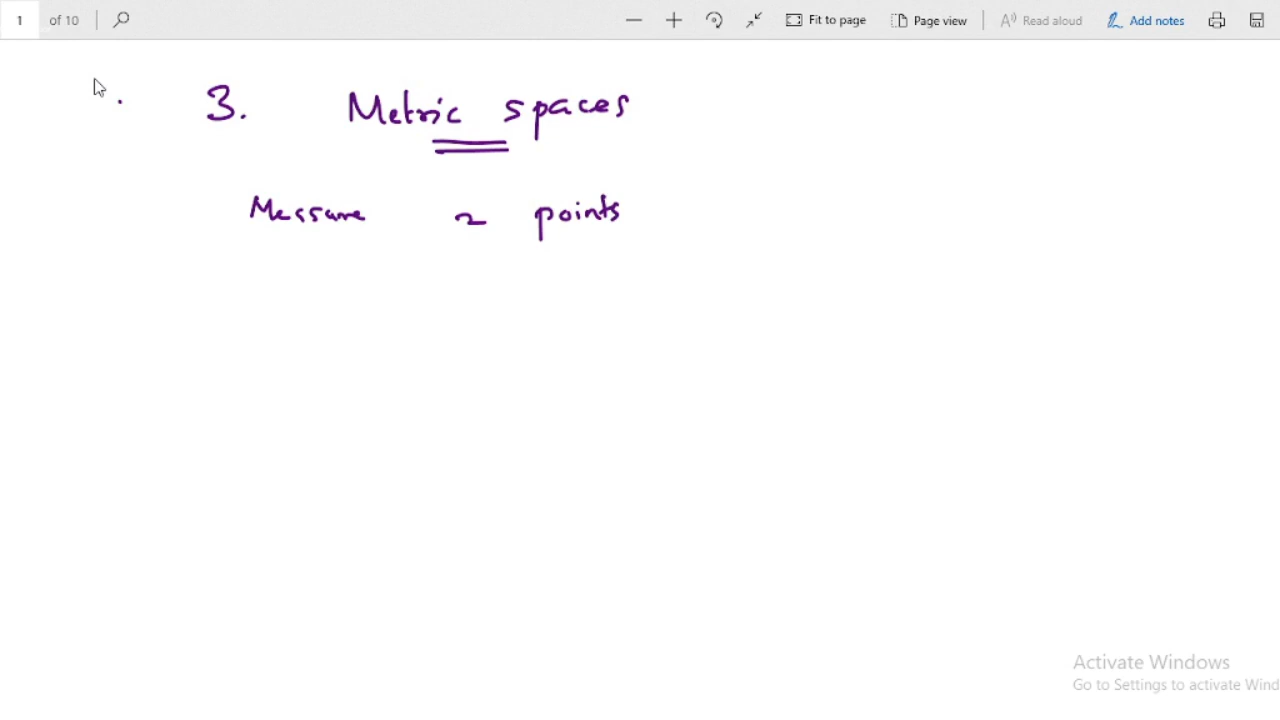 1 of 10 Fit to page Page view Read aloud Add notes
3. Metric spaces
Measure 2 points
Activate Windows
Go to Settings to activate Wind